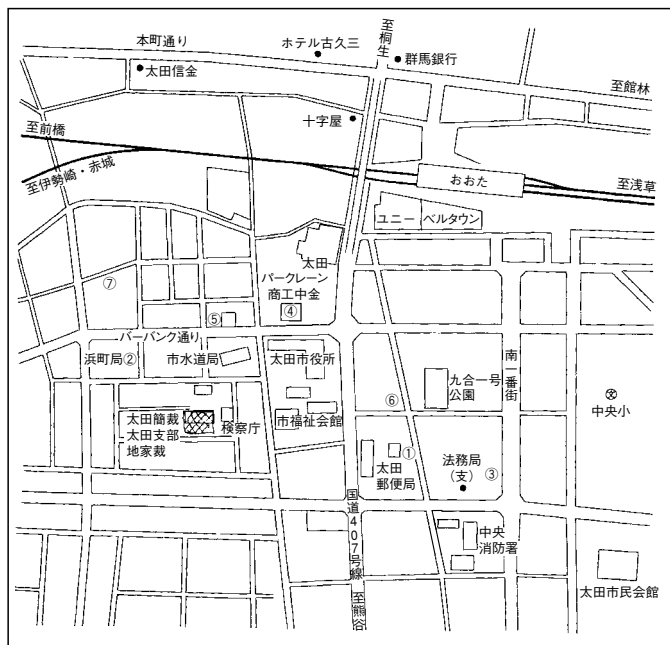 至桐生
本町通り
ホテル古久三
群馬銀行
太田信金
至館林
十字屋
至前橋
おおた
至伊勢崎・赤城
至浅草
ユニー
ベルタウン
太田
パークレーン
商工中金
⑦
④
⑤
バーバンク通り
浜町局②
市水道局
太田市役所
南一番街
九合一号
公園
⑥
中央小
文
太田簡裁
太田支部
地家裁
検察庁
市福祉会館
①
太田
郵便局
法務局
(支)
③
国道407号線
至熊谷
中央
消防署
太田市民会館